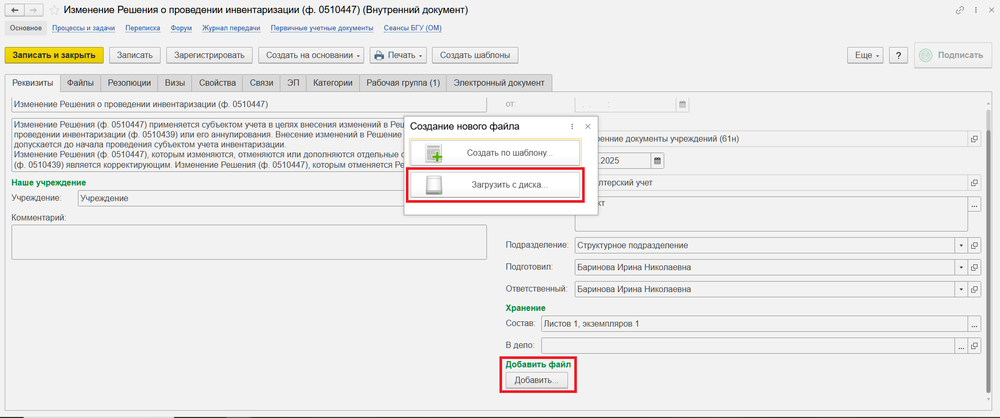 Изменение Решения о проведении инвентаризации (ф. 0510447) (Внутренний документ)
Основное Процессы и задачи Переписка Форум Журнал передачи Первичные учетные документы Сеансы БГУ (ОМ)
Записать и закрыть Записать Зарегистрировать Создать на основании Печать Создать шаблоны Еще ? Подписать
Реквизиты Файлы Резолюции Визы Свойства Связи ЭП Категории Рабочая группа (1) Электронный документ
Изменение Решения о проведении инвентаризации (ф. 0510447)
от: . . :
Изменение Решения (ф. 0510447) применяется субъектом учета в целях внесения изменений в
проведении инвентаризации (ф. 0510439) или его аннулирования. Внесение изменений в Решение
допускается до начала проведения субъектом учета инвентаризации.
Изменение Решения (ф. 0510447), которым изменяются, отменяются или дополняются отдельные
(ф. 0510439) является корректирующим. Изменение Решения (ф. 0510447), которым отменяется
Наше учреждение
Учреждение: Учреждение
Комментарий:
Создание нового файла
Создать по шаблону...
Загрузить с диска...
ренние документы учреждений (61н)
.2025
лтерский учет
кт
...
Подразделение: Структурное подразделение
Подготовил: Баринова Ирина Николаевна
Ответственный: Баринова Ирина Николаевна
Хранение
Состав: Листов 1, экземпляров 1 ...
В дело: ...
Добавить файл
Добавить...